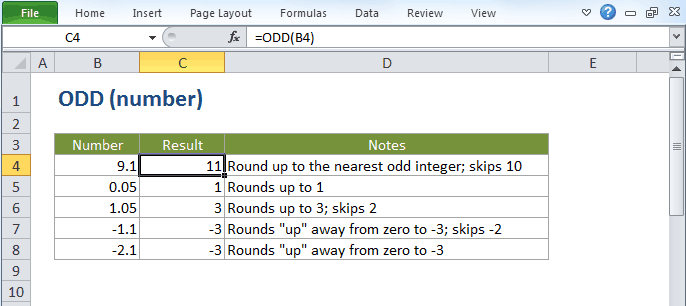 File Home Insert Page Layout Formulas Data Review View ?
C4 fx =ODD(B4)
A B C D E
1 ODD (number)
2
3 Number Result Notes
4 9.1 11 Round up to the nearest odd integer; skips 10
5 0.05 1 Rounds up to 1
6 1.05 3 Rounds up to 3; skips 2
7 -1.1 -3 Rounds "up" away from zero to -3; skips -2
8 -2.1 -3 Rounds "up" away from zero to -3
9
10